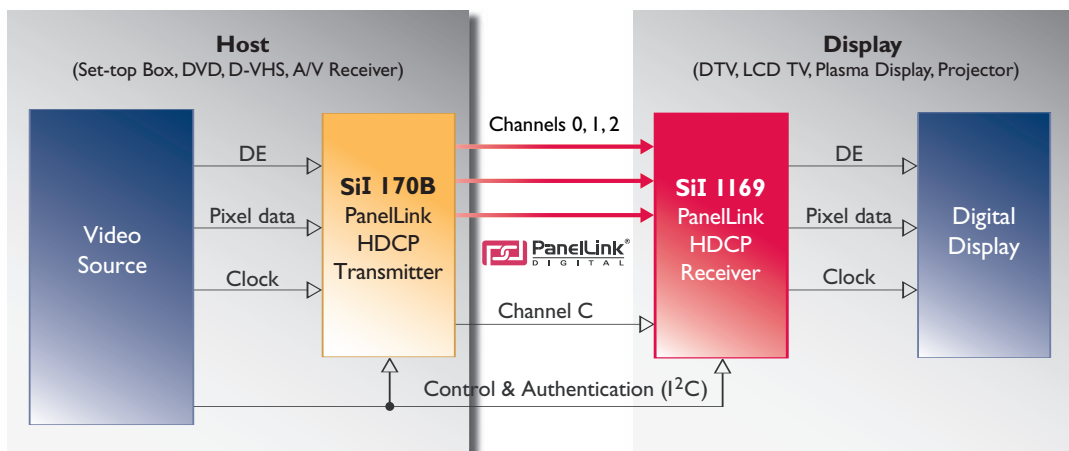 Host
(Set-top Box, DVD, D-VHS, A/V Receiver)
Display
(DTV, LCD TV, Plasma Display, Projector)
Video
Source
DE
Pixel data
Clock
SiI 170B
PanelLink
HDCP
Transmitter
Channels 0, 1, 2
PanelLink®
DIGITAL
Channel C
Control & Authentication (I²C)
SiI 1169
PanelLink
HDCP
Receiver
DE
Pixel data
Clock
Digital
Display